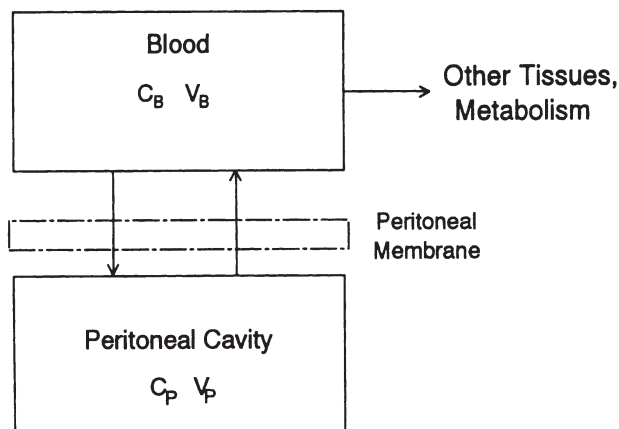 Blood
C_B V_B
Other Tissues,
Metabolism
Peritoneal
Membrane
Peritoneal Cavity
C_P V_P